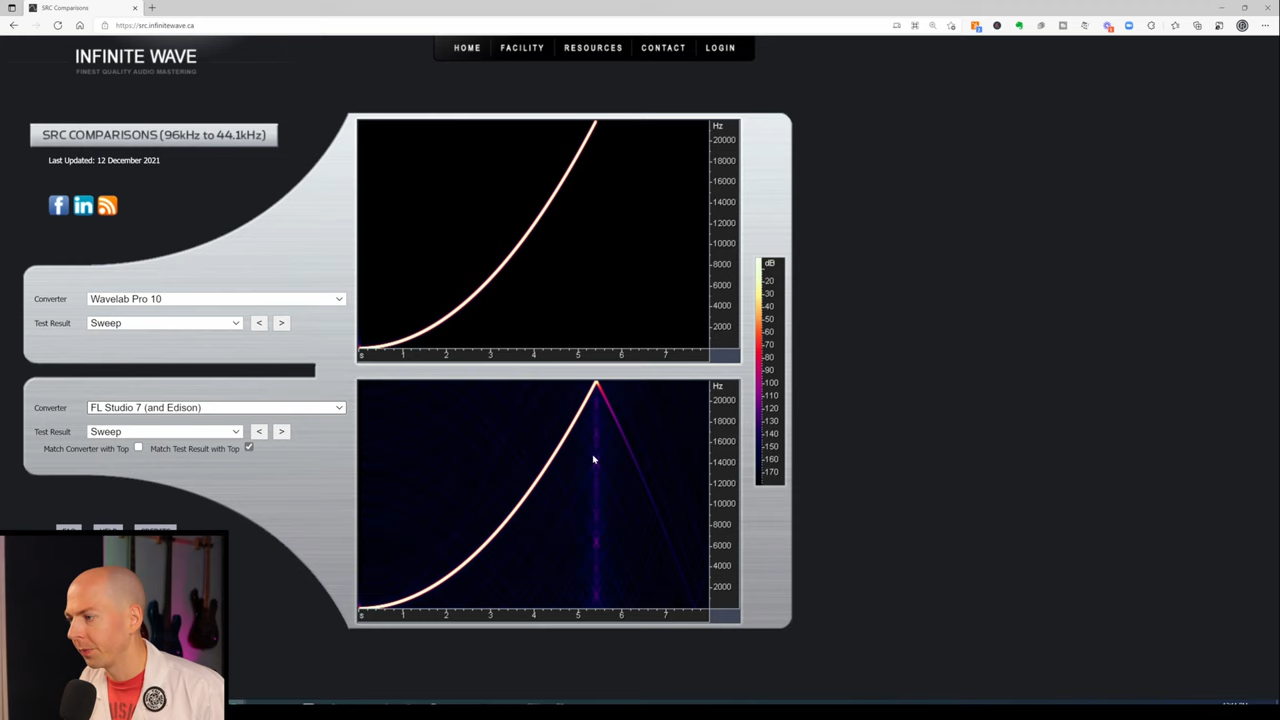 SRC Comparisons
https://src.infinitewave.ca
INFINITE WAVE
FINEST QUALITY AUDIO MASTERING
HOME FACILITY RESOURCES CONTACT LOGIN
SRC COMPARISONS (96kHz to 44.1kHz)
Last Updated: 12 December 2021
Converter Wavelab Pro 10
Test Result Sweep < >
Hz
20000
18000
16000
14000
12000
10000
8000
6000
4000
2000
s 1 2 3 4 5 6 7
Converter FL Studio 7 (and Edison)
Test Result Sweep < >
Match Converter with Top Match Test Result with Top
Hz
20000
18000
16000
14000
12000
10000
8000
6000
4000
2000
s 1 2 3 4 5 6 7
dB
-20
-30
-40
-50
-60
-70
-80
-90
-100
-110
-120
-130
-140
-150
-160
-170